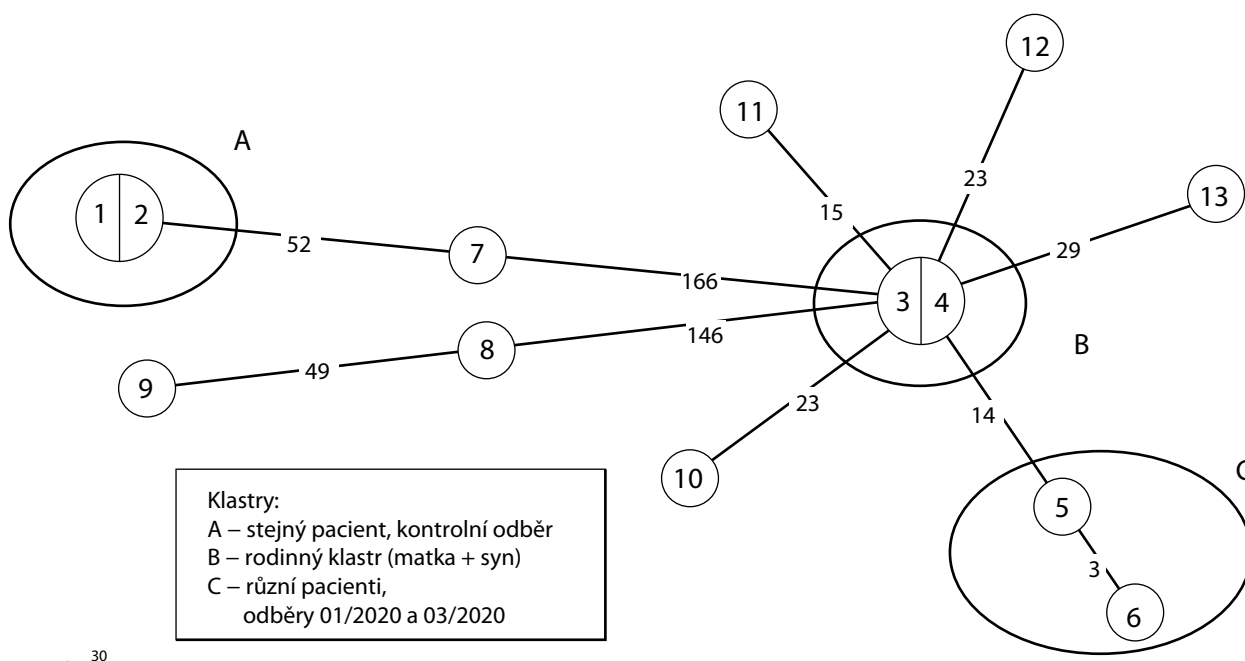 12
11
A
13
23
1 2
15
52
7
29
166
3 4
146
8
B
49
9
23
14
10
C
Klastry:
A – stejný pacient, kontrolní odběr
B – rodinný klastr (matka + syn)
C – různí pacienti,
odběry 01/2020 a 03/2020
5
3
6
30